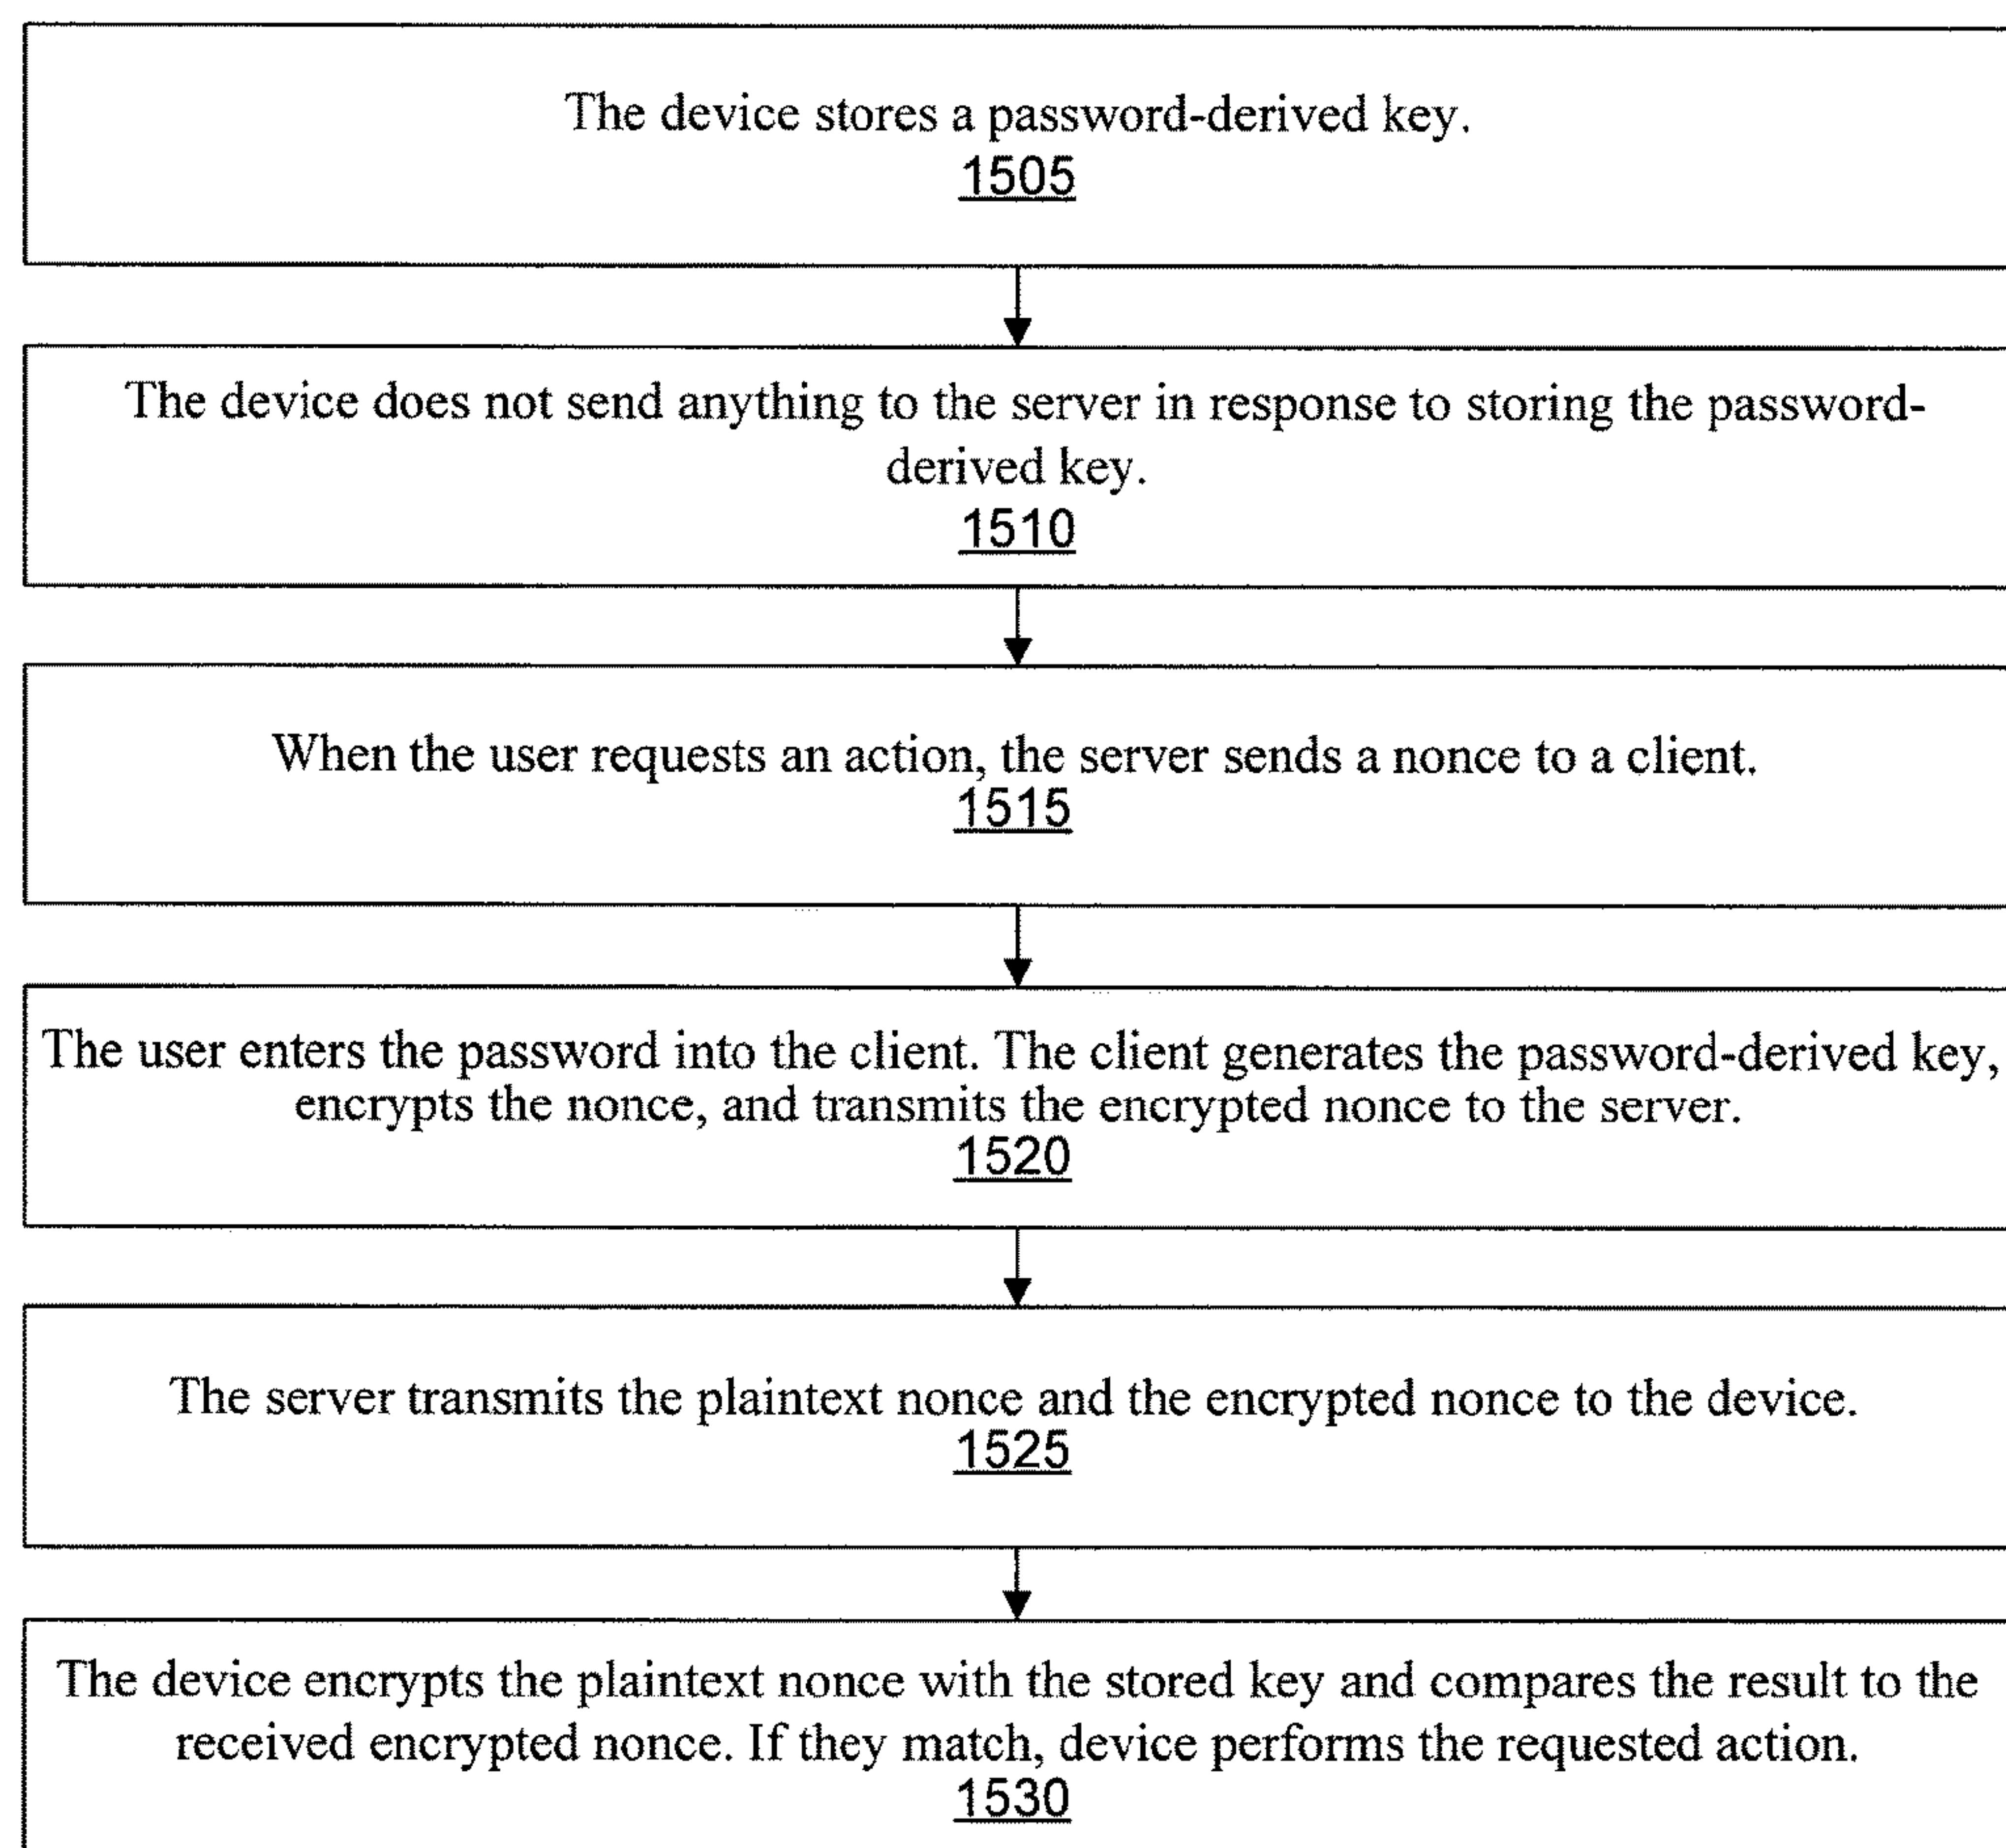 The device stores a password-derived key.
1505
The device does not send anything to the server in response to storing the password-
derived key.
1510
When the user requests an action, the server sends a nonce to a client.
1515
The user enters the password into the client. The client generates the password-derived key,
encrypts the nonce, and transmits the encrypted nonce to the server.
1520
The server transmits the plaintext nonce and the encrypted nonce to the device.
1525
The device encrypts the plaintext nonce with the stored key and compares the result to the
received encrypted nonce. If they match, device performs the requested action.
1530